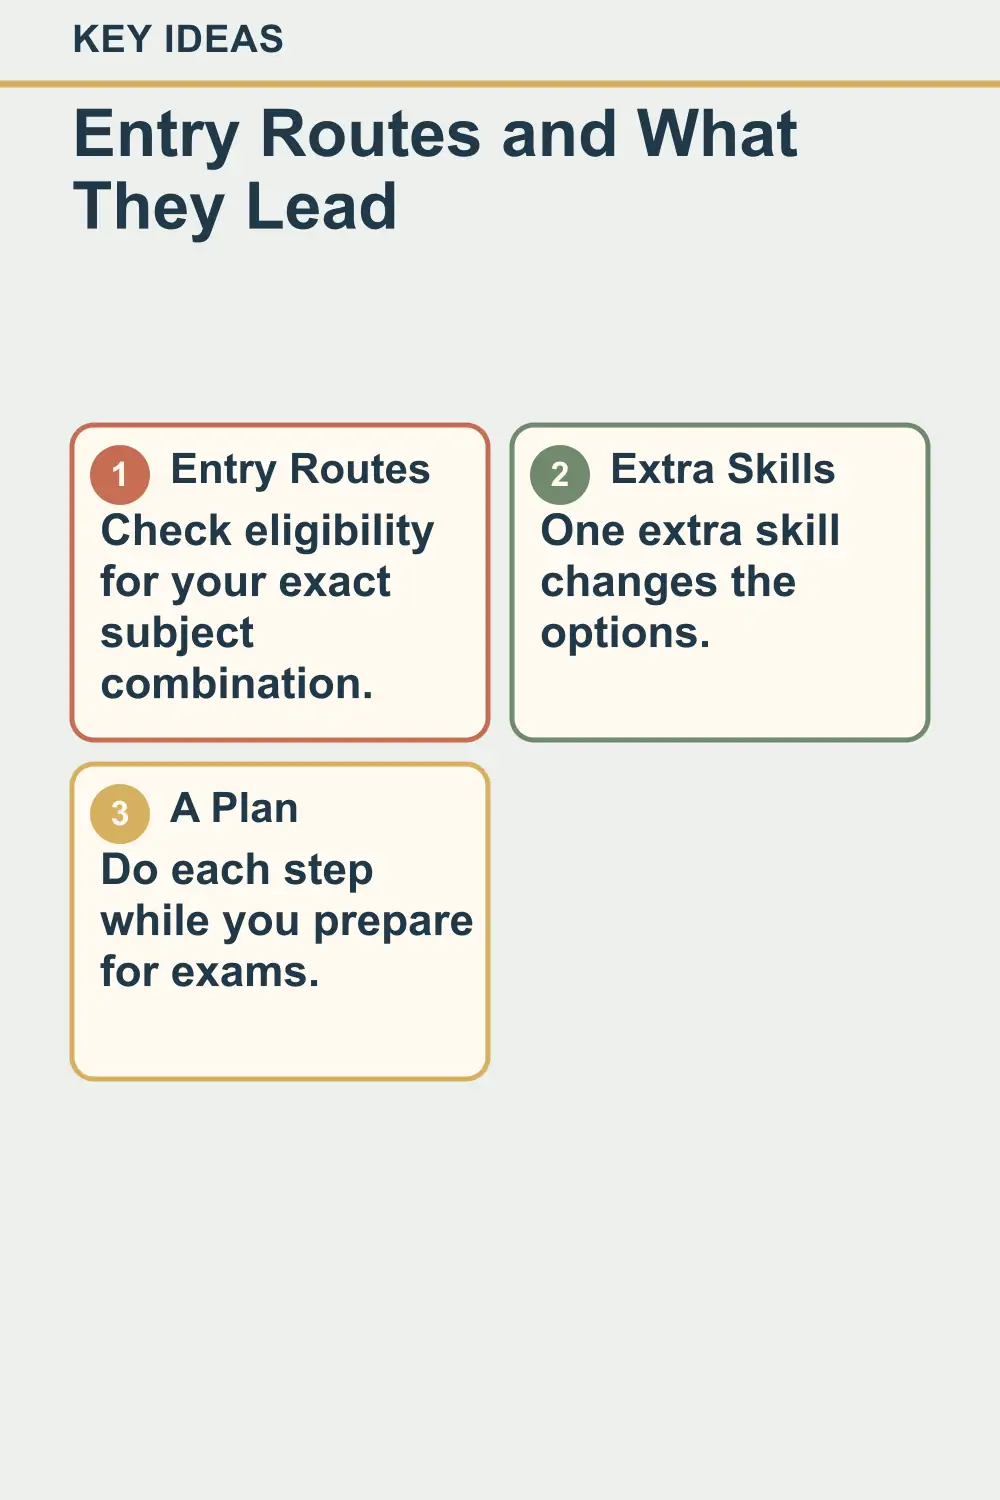 KEY IDEAS
Entry Routes and What
They Lead
1 Entry Routes
Check eligibility
for your exact
subject
combination.
2 Extra Skills
One extra skill
changes the
options.
3 A Plan
Do each step
while you prepare
for exams.